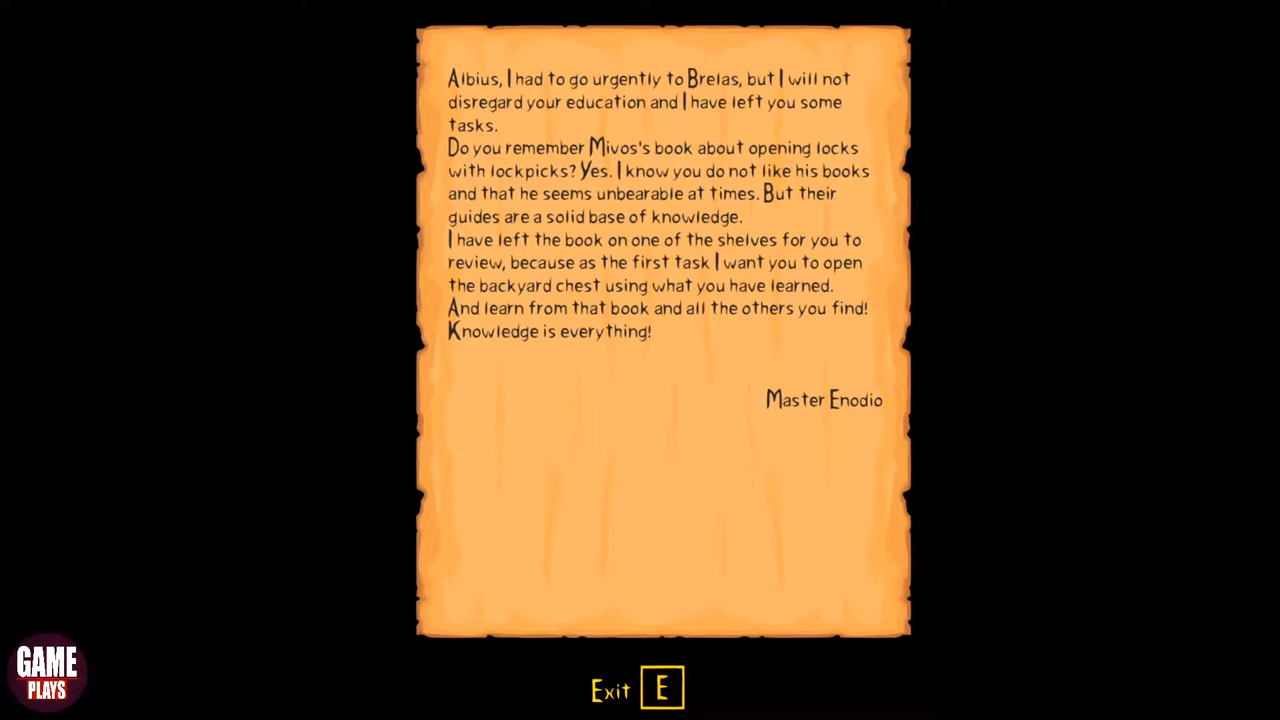 Albius, I had to go urgently to Brelas, but I will not
disregard your education and I have left you some
tasks.
Do you remember Mivos's book about opening locks
with lockpicks? Yes. I know you do not like his books
and that he seems unbearable at times. But their
guides are a solid base of knowledge.
I have left the book on one of the shelves for you to
review, because as the first task I want you to open
the backyard chest using what you have learned.
And learn from that book and all the others you find!
Knowledge is everything!
Master Enodio
GAME
PLAYS
Exit E